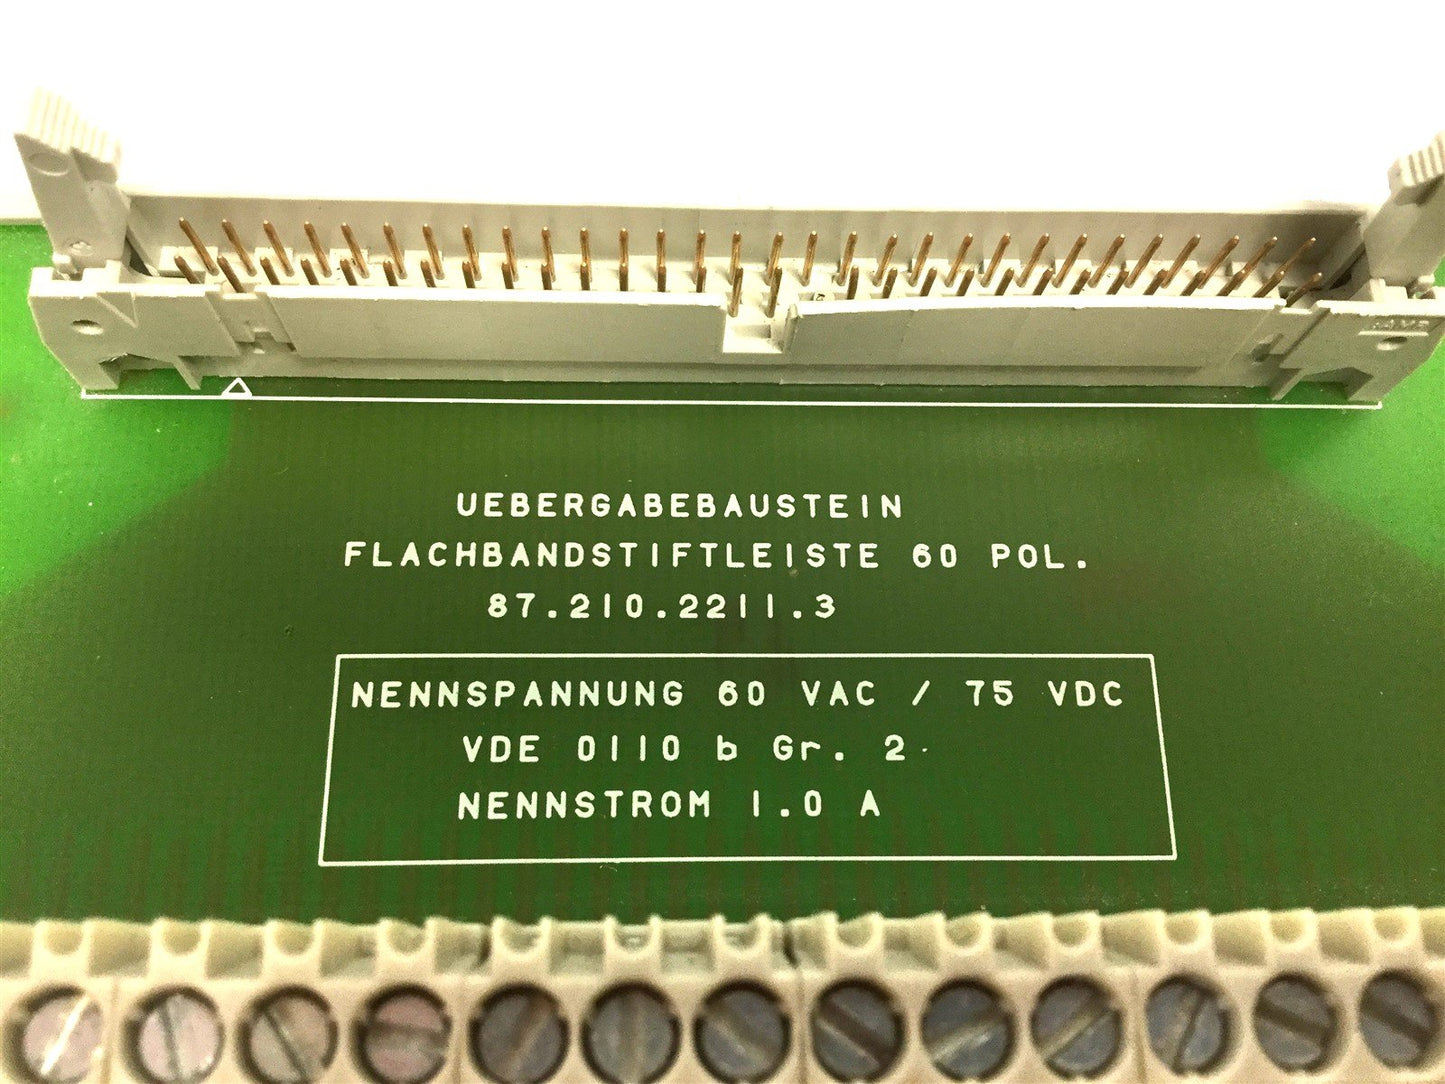 AMP
UEBERGABEBAUSTEIN
FLACHBANDSTIFTLEISTE 60 POL.
87.210.2211.3
NENNSPANNUNG 60 VAC / 75 VDC
VDE 0110 b Gr. 2
NENNSTROM 1.0 A